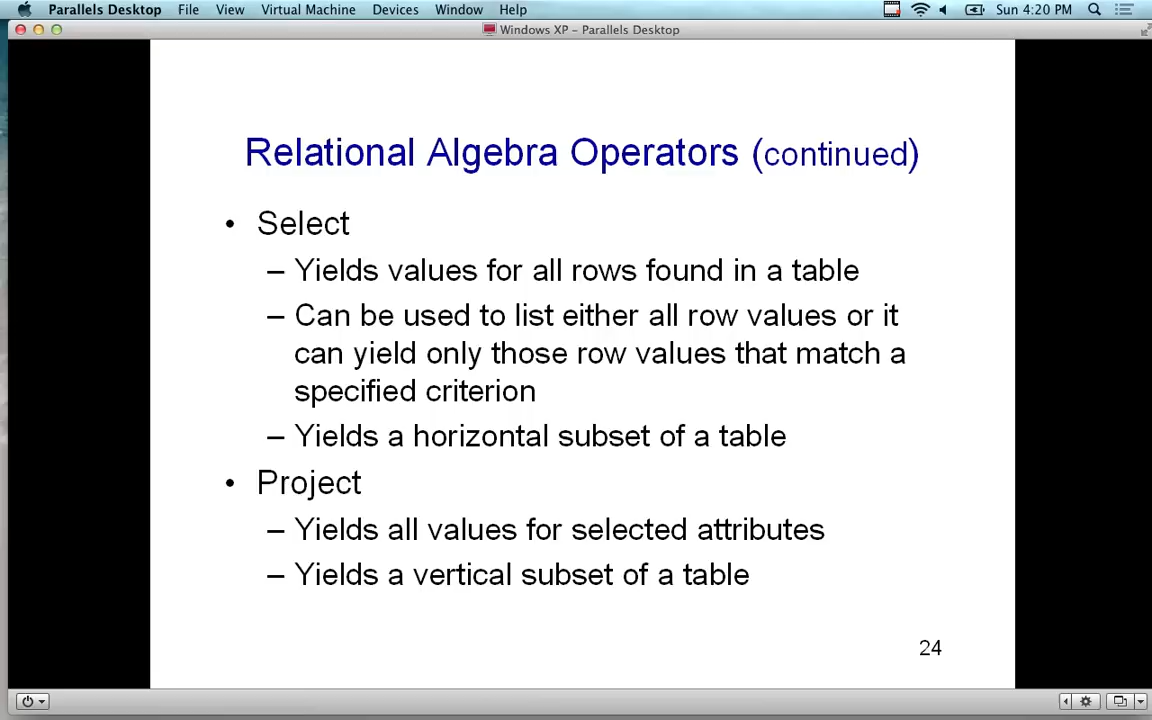 Parallels Desktop File View Virtual Machine Devices Window Help Sun 4:20 PM
Windows XP – Parallels Desktop
Relational Algebra Operators (continued)
• Select
– Yields values for all rows found in a table
– Can be used to list either all row values or it
can yield only those row values that match a
specified criterion
– Yields a horizontal subset of a table
• Project
– Yields all values for selected attributes
– Yields a vertical subset of a table
24